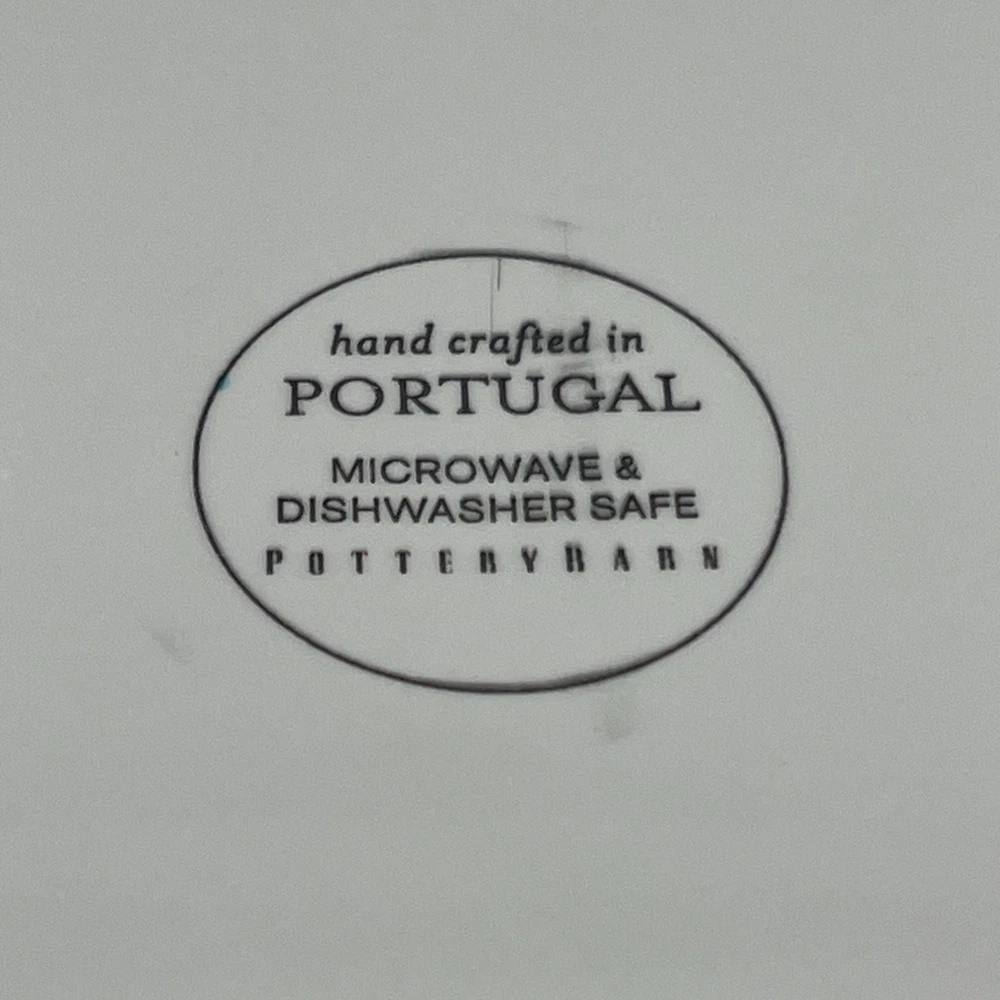 hand crafted in
PORTUGAL
MICROWAVE &
DISHWASHER SAFE
POTTERYBARN